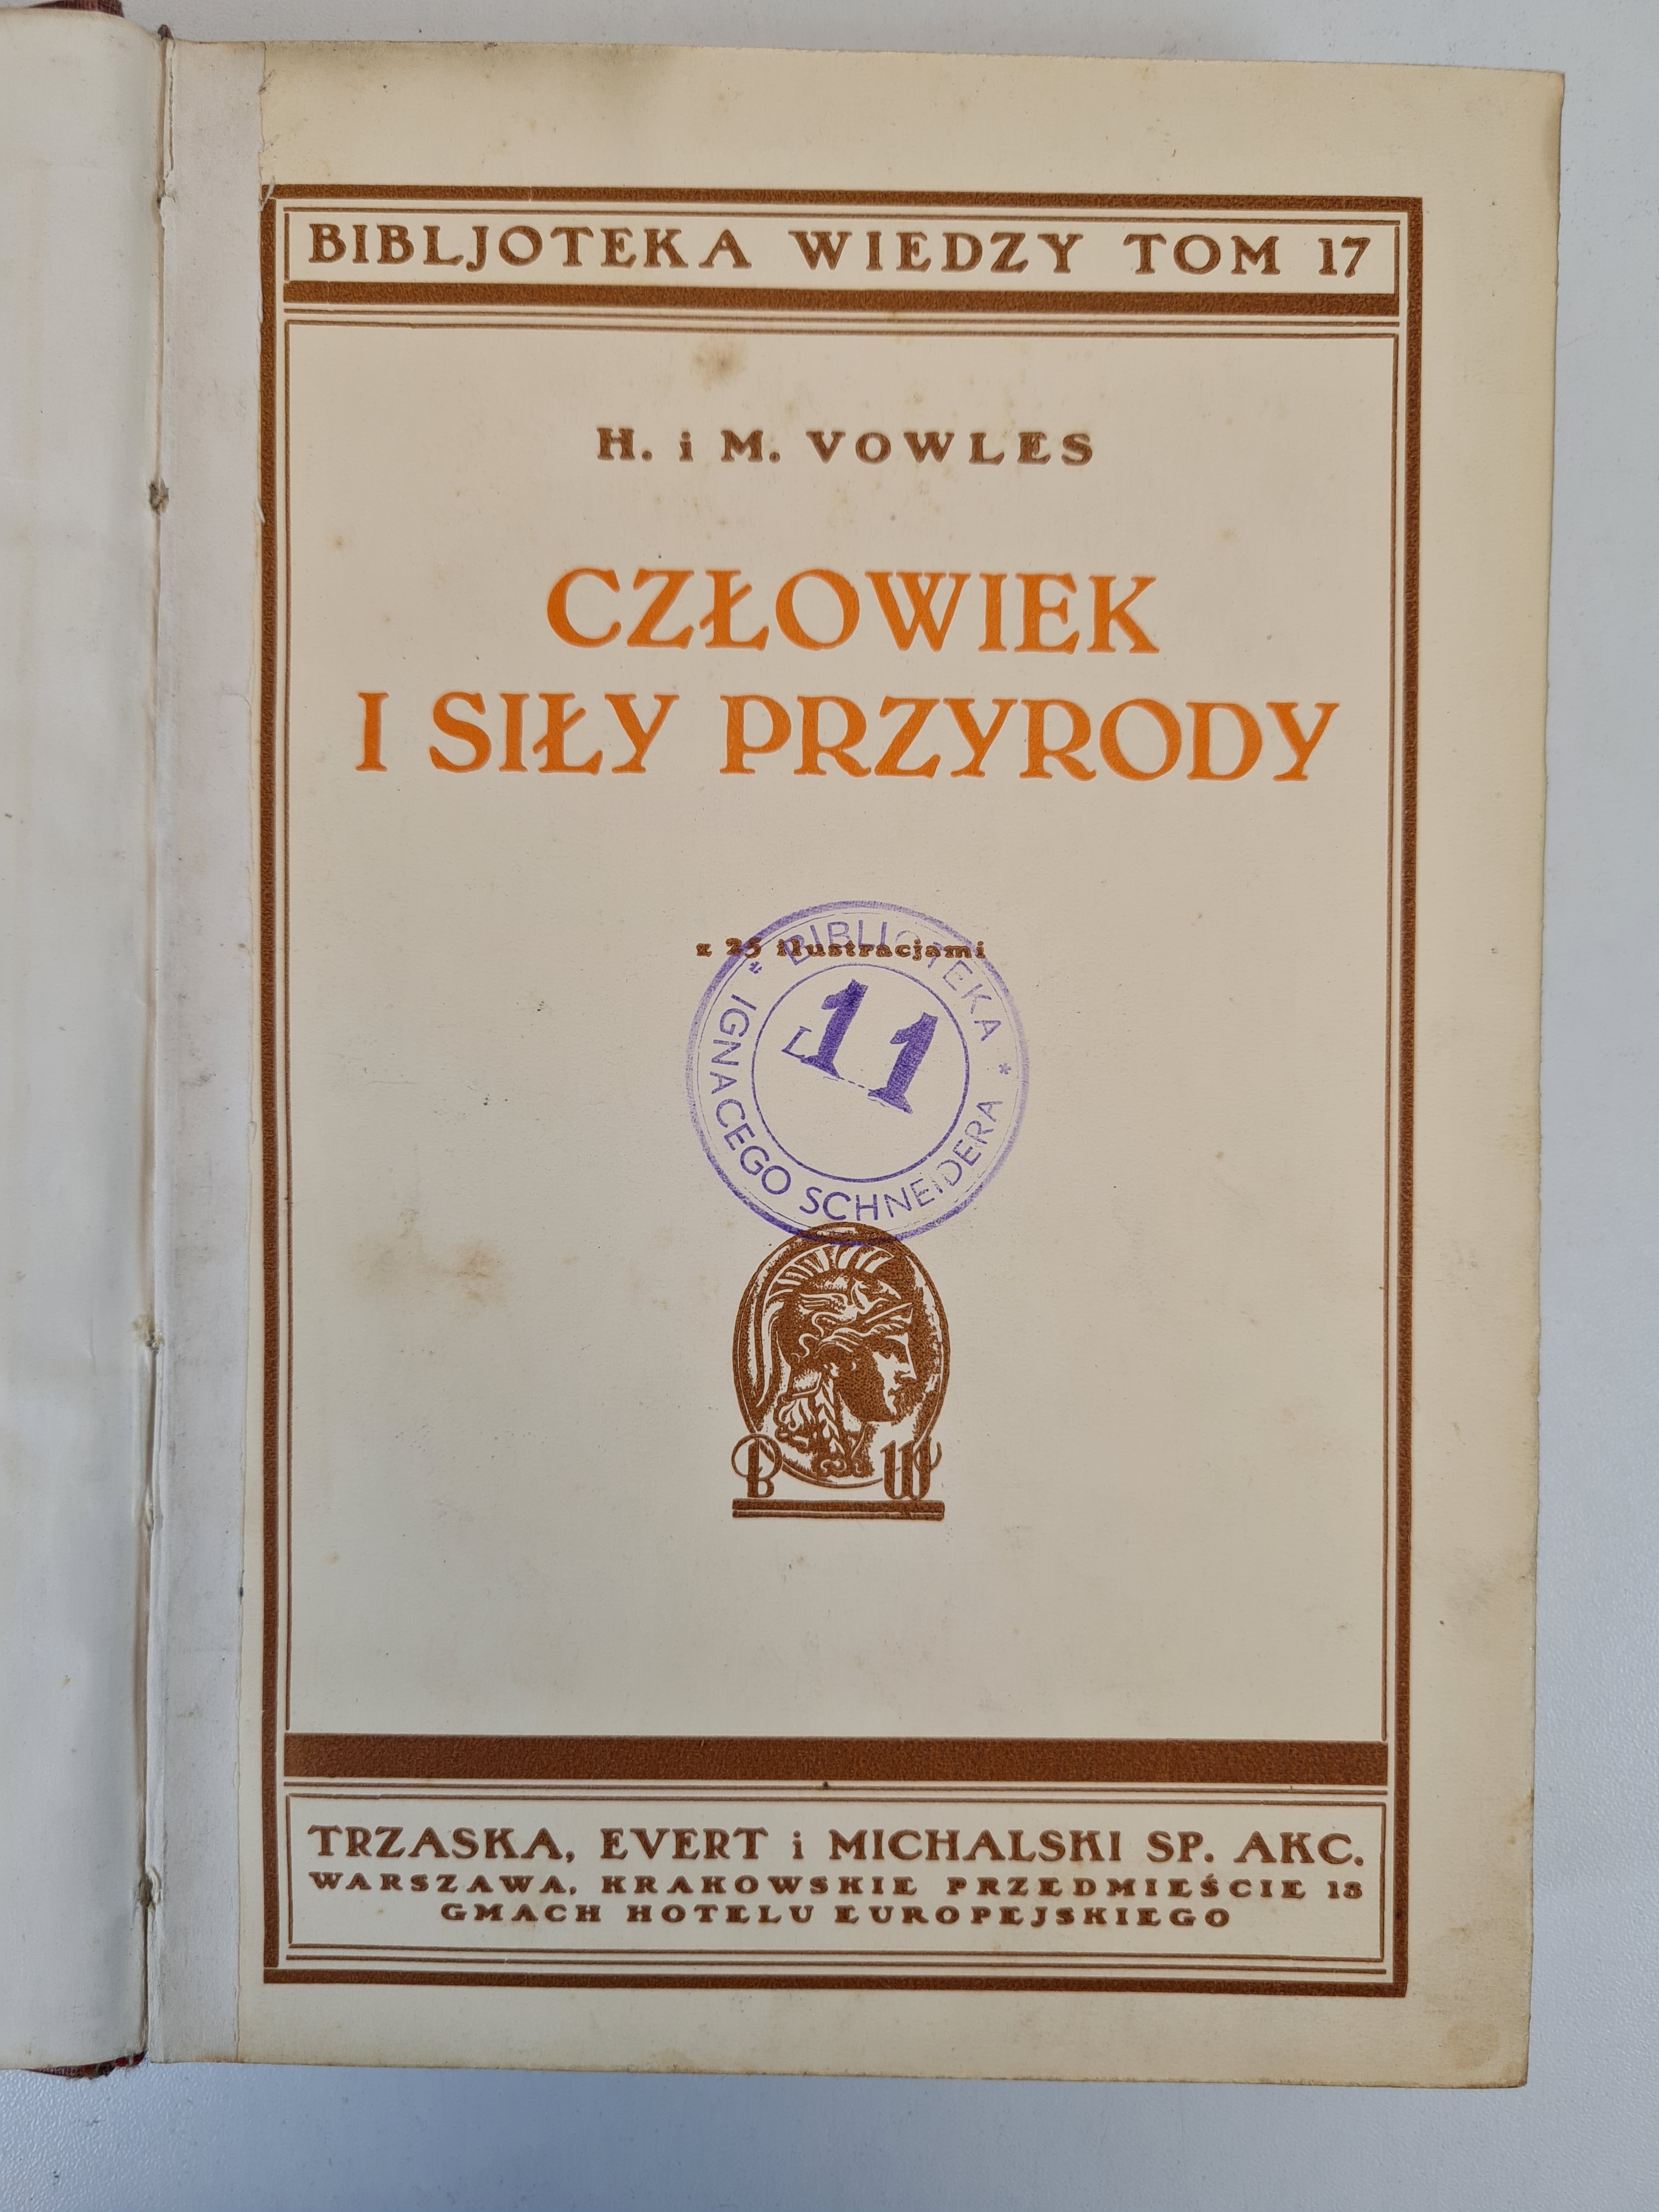 BIBLJOTEKA WIEDZY TOM 17
H. i M. VOWLES
CZŁOWIEK
I SIŁY PRZYRODY
z 25 ilustracjami
* BIBLIOTEKA *
IGNACEGO SCHNEIDERA
L. 11
B W
TRZASKA, EVERT i MICHALSKI SP. AKC.
WARSZAWA, KRAKOWSKIE PRZEDMIEŚCIE 13
GMACH HOTELU EUROPEJSKIEGO